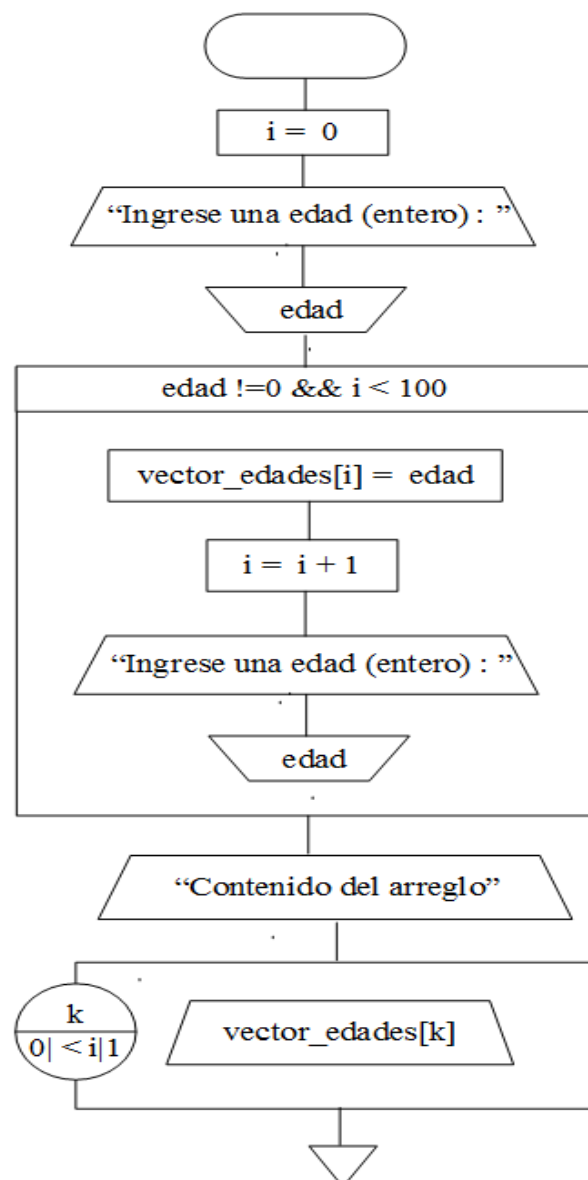 i = 0
“Ingrese una edad (entero) : ”
edad
edad !=0 && i < 100
vector_edades[i] = edad
i = i + 1
“Ingrese una edad (entero) : ”
edad
“Contenido del arreglo”
k
0| < i|1
vector_edades[k]